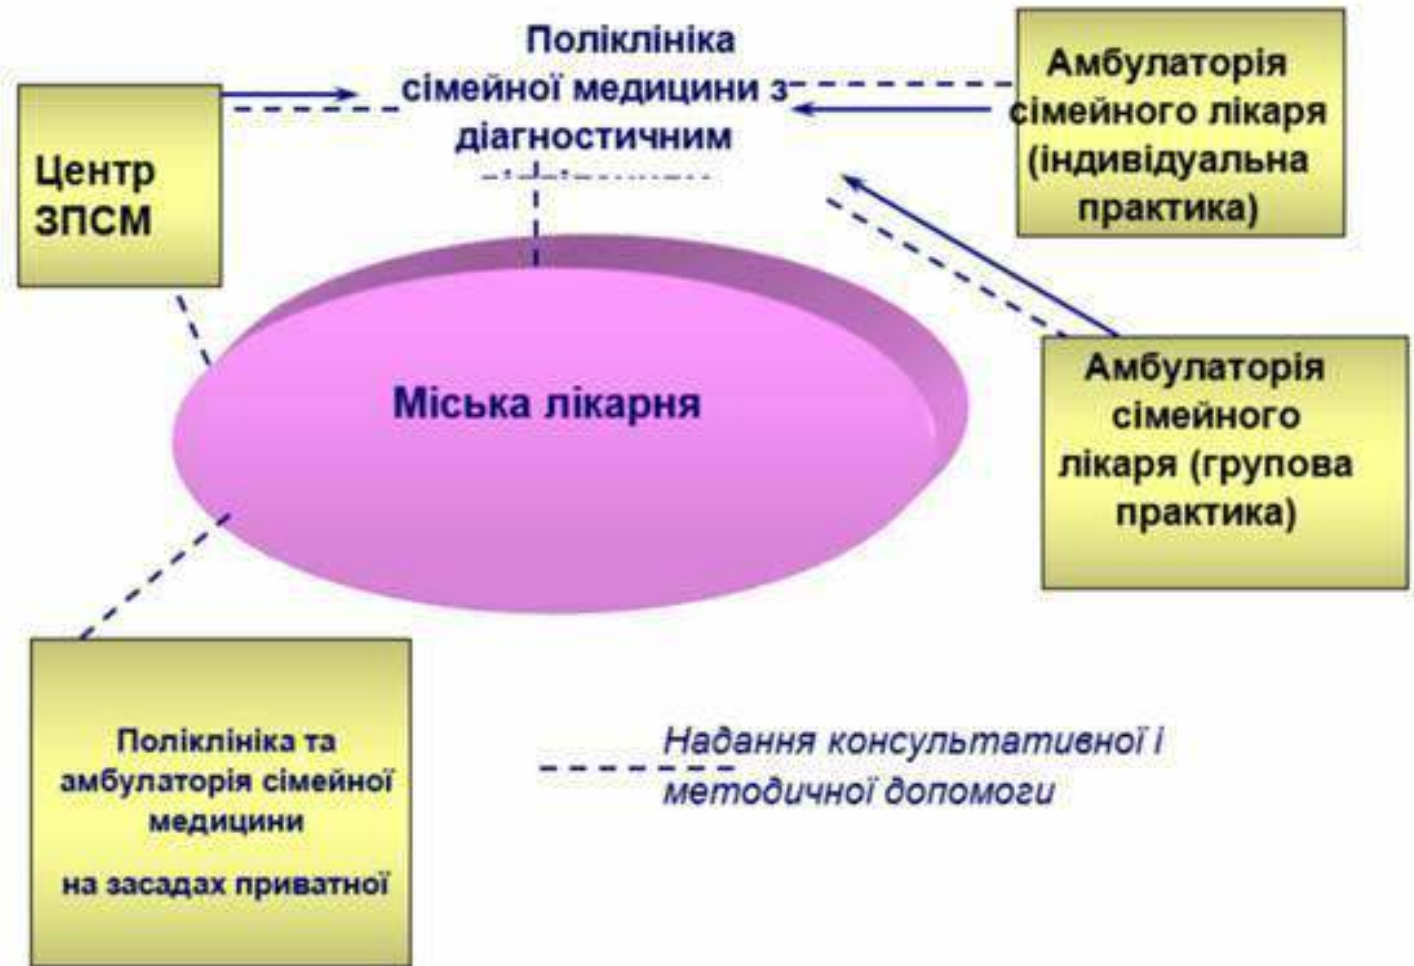 Поліклініка
сімейної медицини з
діагностичним
Центр
ЗПСМ
Амбулаторія
сімейного лікаря
(індивідуальна
практика)
Міська лікарня
Амбулаторія
сімейного
лікаря (групова
практика)
Поліклініка та
амбулаторія сімейної
медицини
на засадах приватної
Надання консультативної і
методичної допомоги